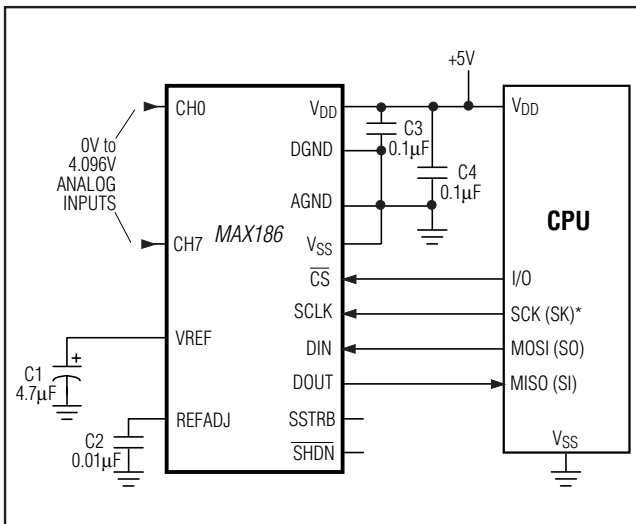 +5V
CH0
0V to
4.096V
ANALOG
INPUTS
CH7
VREF
C1
+
4.7µF
REFADJ
C2
0.01µF
MAX186
VDD
DGND
AGND
VSS
CS
SCLK
DIN
DOUT
SSTRB
SHDN
C3
0.1µF
C4
0.1µF
VDD
CPU
I/O
SCK (SK)*
MOSI (SO)
MISO (SI)
VSS